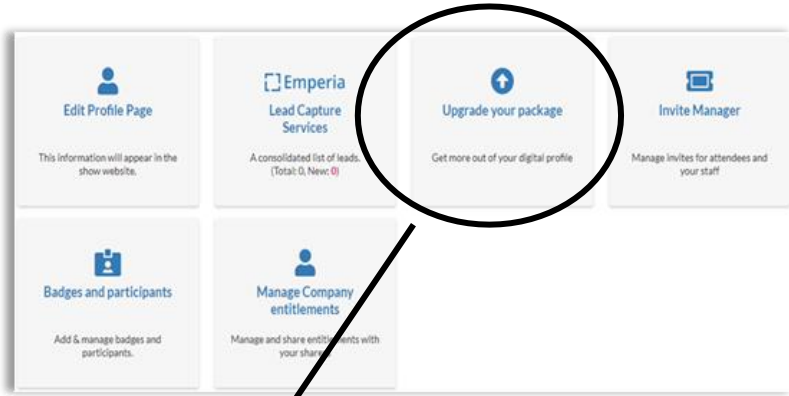 Edit Profile Page
This information will appear in the
show website.
Emperia
Lead Capture
Services
A consolidated list of leads.
(Total: 0, New: 0)
Upgrade your package
Get more out of your digital profile
Invite Manager
Manage invites for attendees and
your staff
Badges and participants
Add & manage badges and
participants.
Manage Company
entitlements
Manage and share entitlements with
your